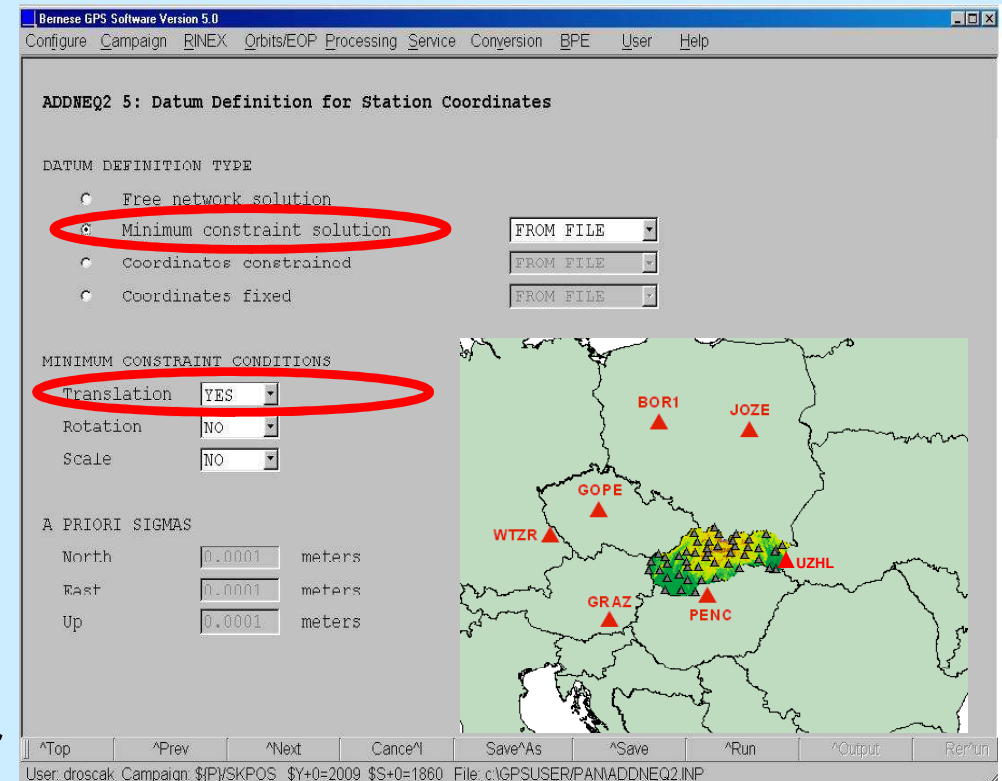 Bernese GPS Software Version 5.0
Configure Campaign RINEX Orbits/EOP Processing Service Conversion BPE User Help
ADDNEQ2 5: Datum Definition for Station Coordinates
DATUM DEFINITION TYPE
Free network solution
Minimum constraint solution FROM FILE
Coordinates constrained FROM FILE
Coordinates fixed FROM FILE
MINIMUM CONSTRAINT CONDITIONS
Translation YES
Rotation NO
Scale NO
A PRIORI SIGMAS
North 0.0001 meters
East 0.0001 meters
Up 0.0001 meters
BOR1
JOZE
GOPE
WTZR
UZHL
GRAZ
PENC
^Top ^Prev ^Next Cance^l Save^As ^Save ^Run ^Output Rer^un
User: droscak Campaign: ${P}/SKPOS $Y+0=2009 $S+0=1860 File: c:\GPSUSER/PAN\ADDNEQ2.INP